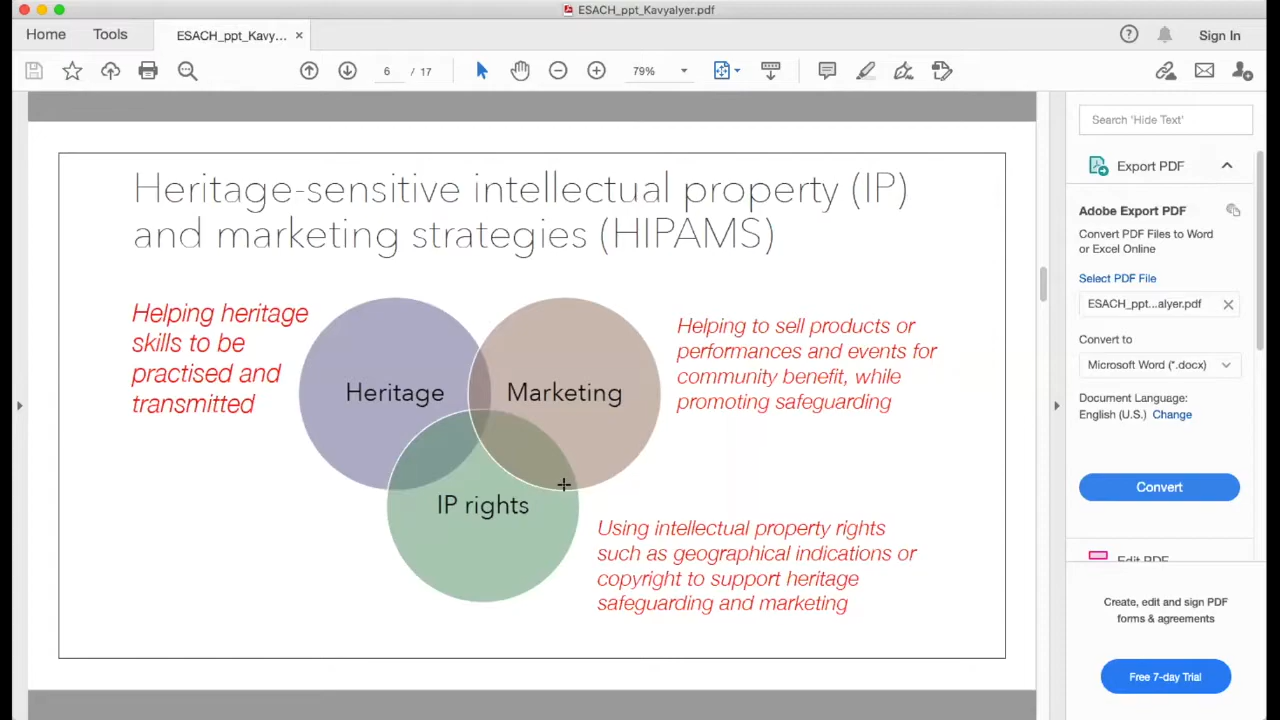 ESACH_ppt_KavyaIyer.pdf
Home
Tools
ESACH_ppt_Kavy...
Sign In
6 / 17
79%
Search 'Hide Text'
Export PDF
Adobe Export PDF
Convert PDF Files to Word
or Excel Online
Select PDF File
ESACH_ppt...aIyer.pdf
Convert to
Microsoft Word (*.docx)
Document Language:
English (U.S.) Change
Convert
Edit PDF
Create, edit and sign PDF
forms & agreements
Free 7-day Trial
Heritage-sensitive intellectual property (IP)
and marketing strategies (HIPAMS)
Helping heritage
skills to be
practised and
transmitted
Heritage
Marketing
IP rights
Helping to sell products or
performances and events for
community benefit, while
promoting safeguarding
Using intellectual property rights
such as geographical indications or
copyright to support heritage
safeguarding and marketing